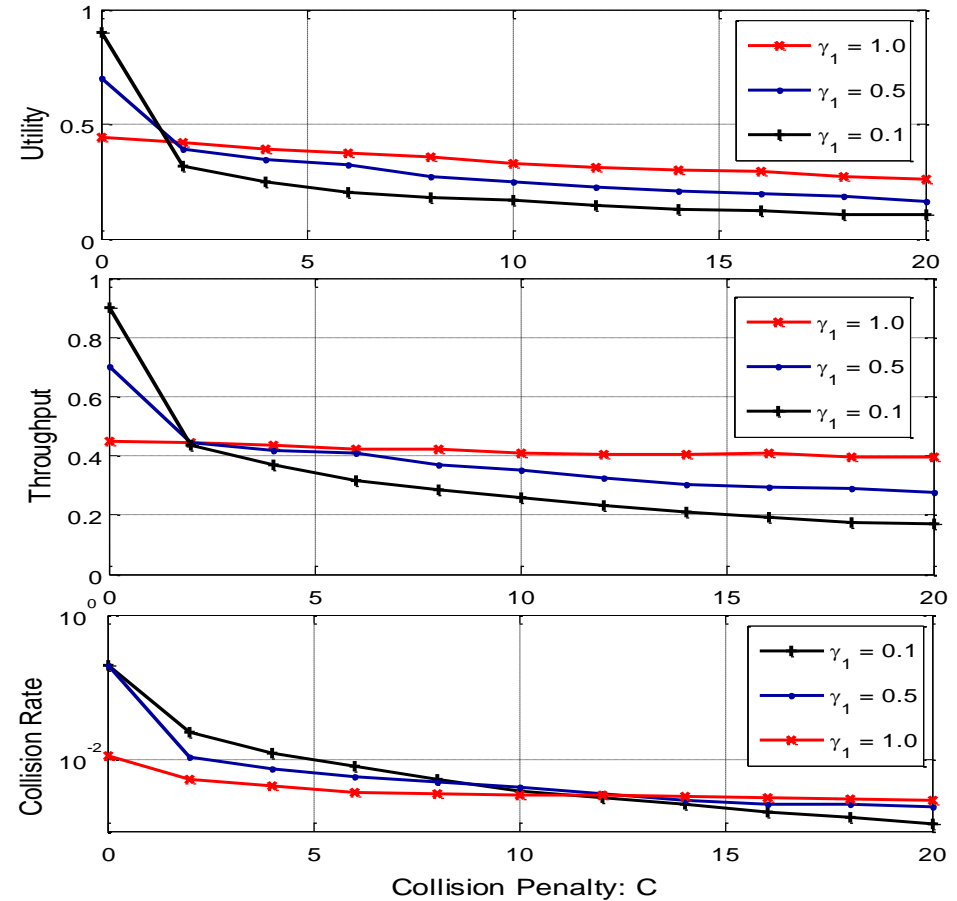 1
0.5
0
Utility
0 5 10 15 20
γ1 = 1.0
γ1 = 0.5
γ1 = 0.1
1
0.8
0.6
0.4
0.2
0
Throughput
0 5 10 15 20
γ1 = 1.0
γ1 = 0.5
γ1 = 0.1
10^0
10^-2
Collision Rate
0 5 10 15 20
γ1 = 0.1
γ1 = 0.5
γ1 = 1.0
Collision Penalty: C